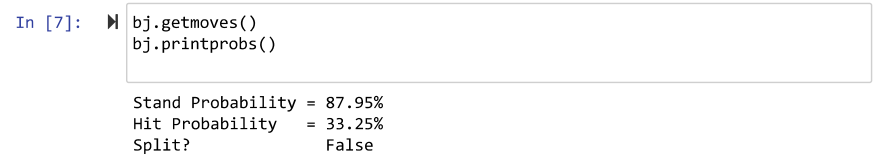 In [7]: bj.getmoves()
bj.printprobs()
Stand Probability = 87.95%
Hit Probability   = 33.25%
Split?              False